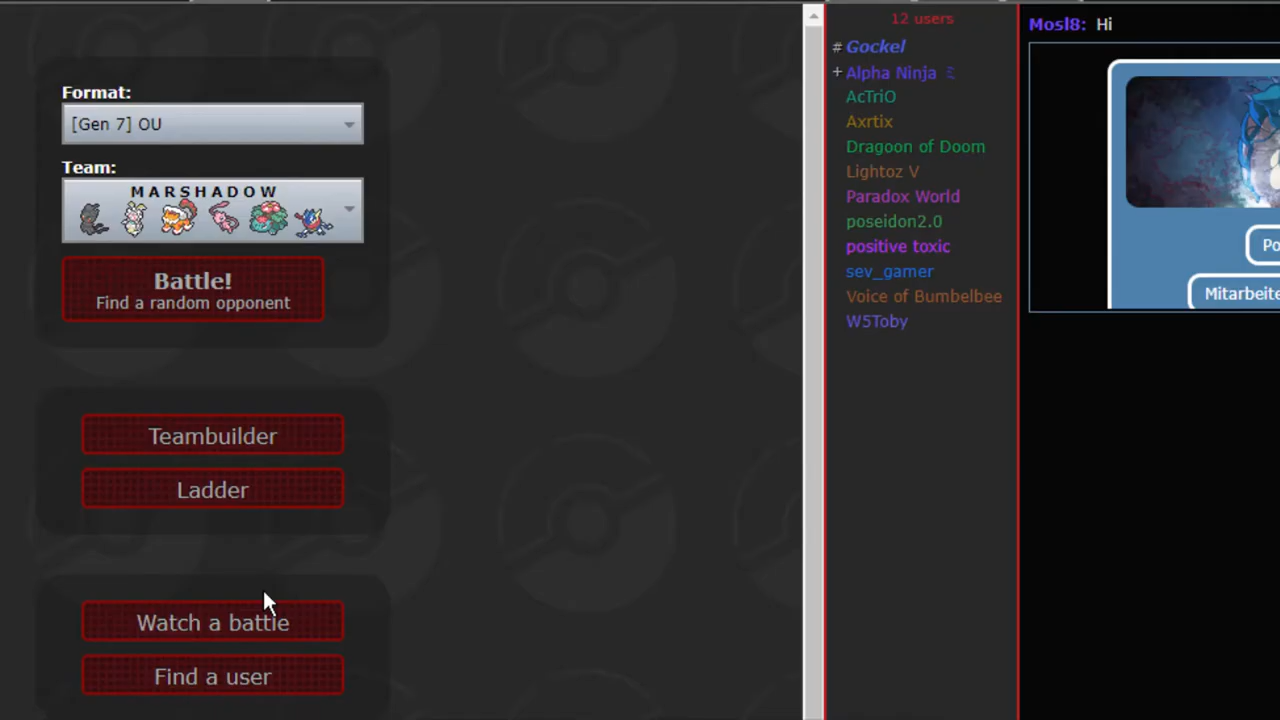 Format:
[Gen 7] OU
Team:
MARSHADOW
Battle!
Find a random opponent
Teambuilder
Ladder
Watch a battle
Find a user
12 users
# Gockel
+ Alpha Ninja ミ
AcTriO
Axrtix
Dragoon of Doom
Lightoz V
Paradox World
poseidon2.0
positive toxic
sev_gamer
Voice of Bumbelbee
W5Toby
Mosl8: Hi
Po
Mitarbeite